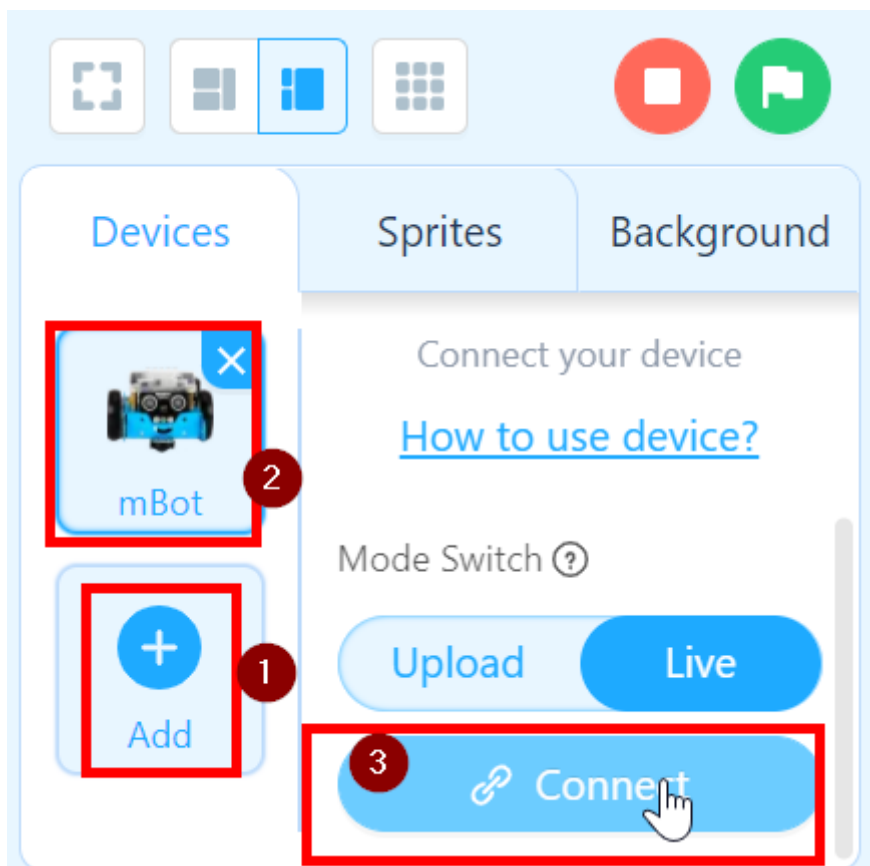 Devices
Sprites
Background
Connect your device
How to use device?
mBot
2
Mode Switch ?
Upload
Live
1
Add
3
Connect